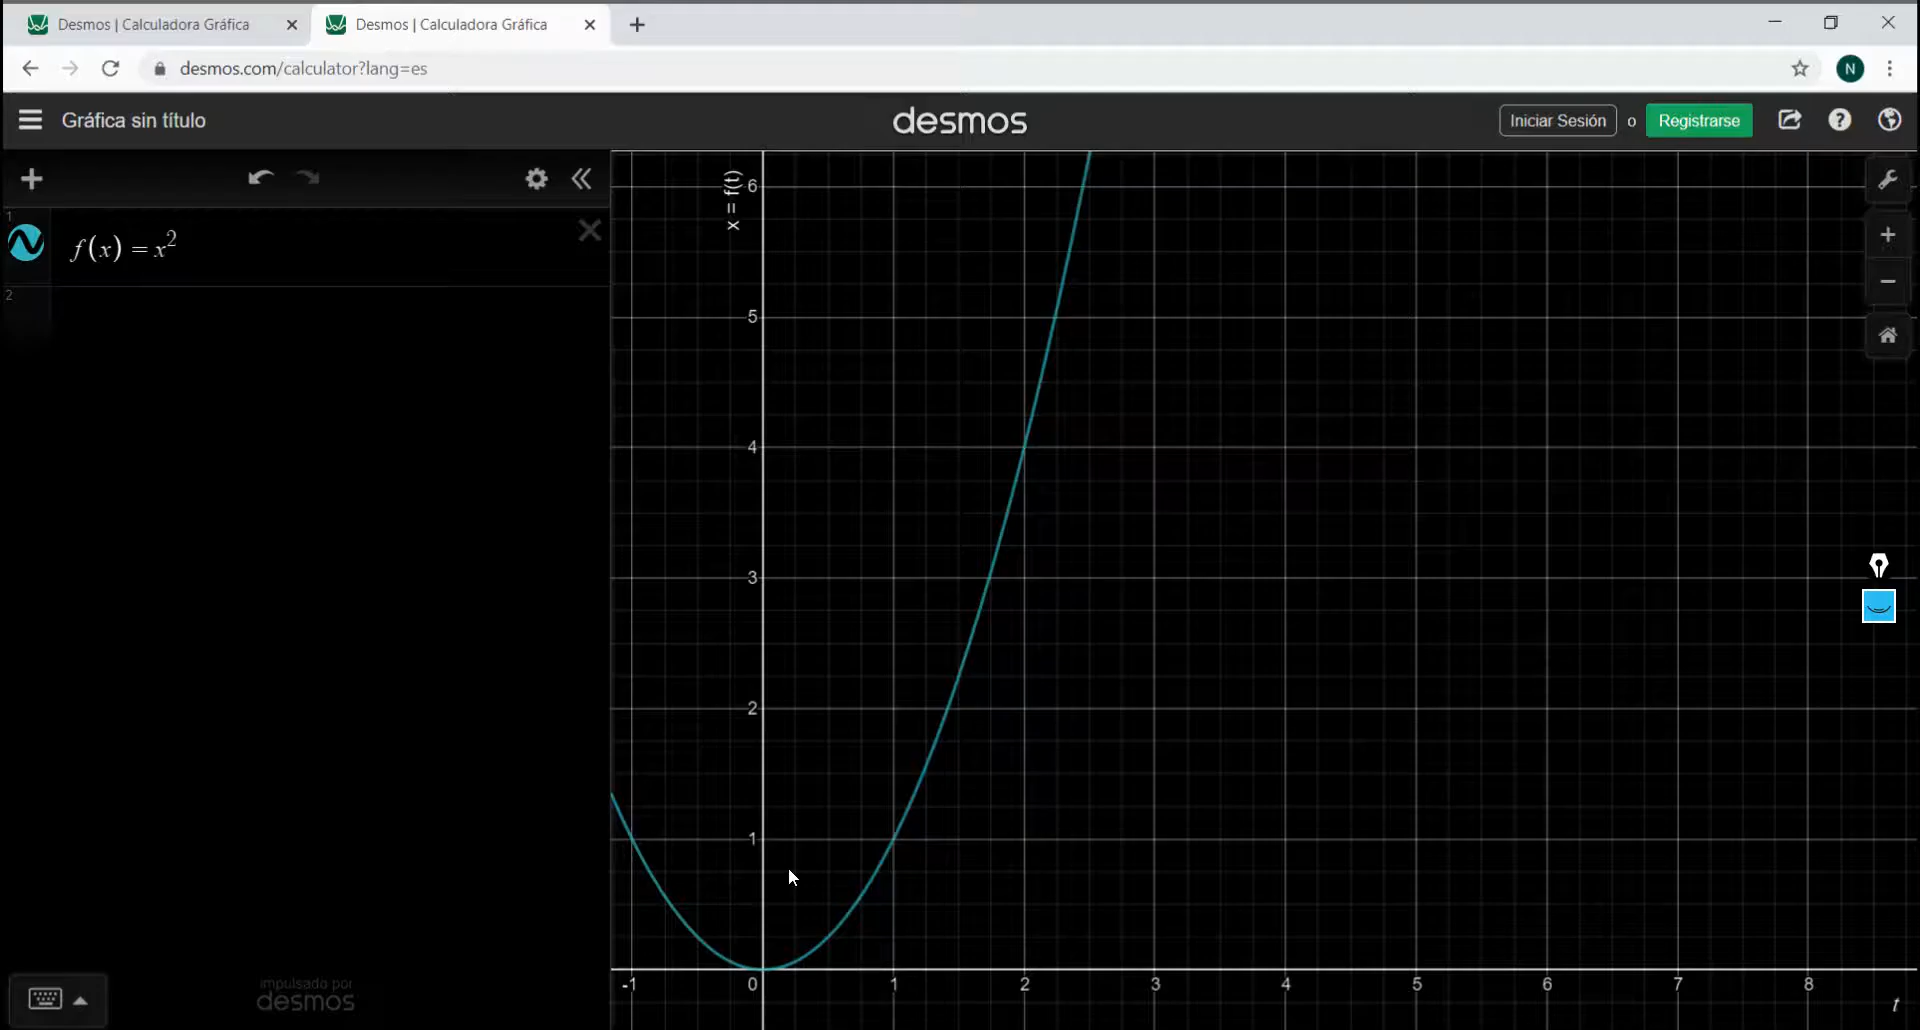 Desmos | Calculadora Gráfica
Desmos | Calculadora Gráfica
desmos.com/calculator?lang=es
N
Gráfica sin título
desmos
Iniciar Sesión o Registrarse
1
f(x) = x²
2
x = f(t)
6
5
4
3
2
1
-1 0 1 2 3 4 5 6 7 8
t
impulsado por
desmos